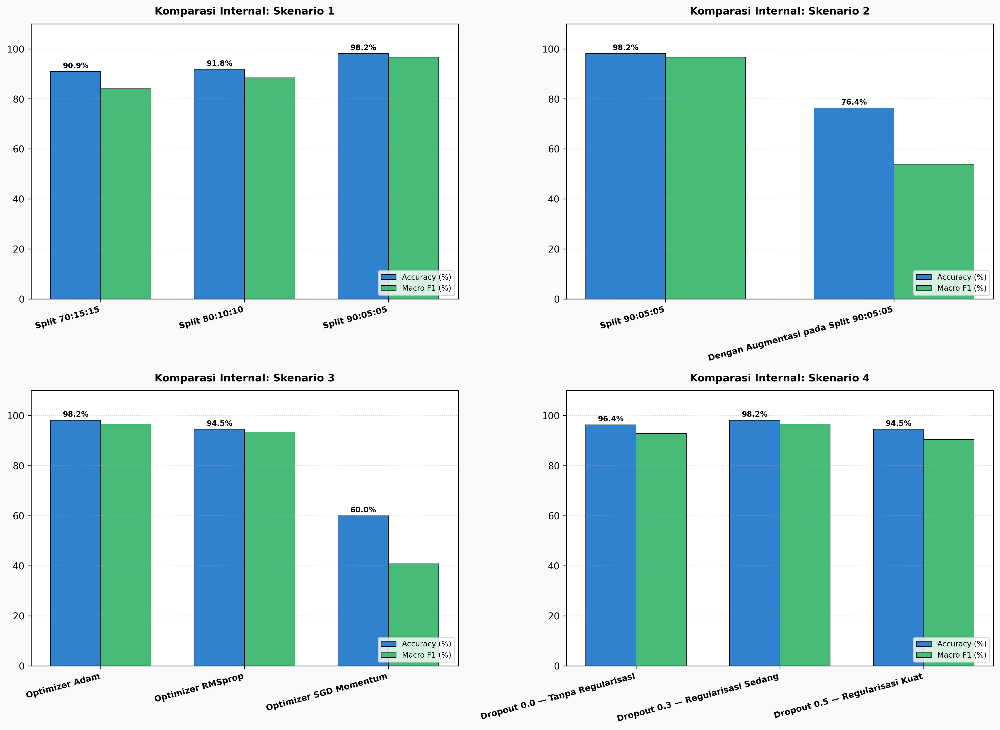 Komparasi Internal: Skenario 1
100
80
60
40
20
0
90.9%
91.8%
98.2%
Accuracy (%)
Macro F1 (%)
Split 70:15:15
Split 80:10:10
Split 90:05:05
Komparasi Internal: Skenario 2
100
80
60
40
20
0
98.2%
76.4%
Accuracy (%)
Macro F1 (%)
Split 90:05:05
Dengan Augmentasi pada Split 90:05:05
Komparasi Internal: Skenario 3
100
80
60
40
20
0
98.2%
94.5%
60.0%
Accuracy (%)
Macro F1 (%)
Optimizer Adam
Optimizer RMSprop
Optimizer SGD Momentum
Komparasi Internal: Skenario 4
100
80
60
40
20
0
96.4%
98.2%
94.5%
Accuracy (%)
Macro F1 (%)
Dropout 0.0 — Tanpa Regularisasi
Dropout 0.3 — Regularisasi Sedang
Dropout 0.5 — Regularisasi Kuat